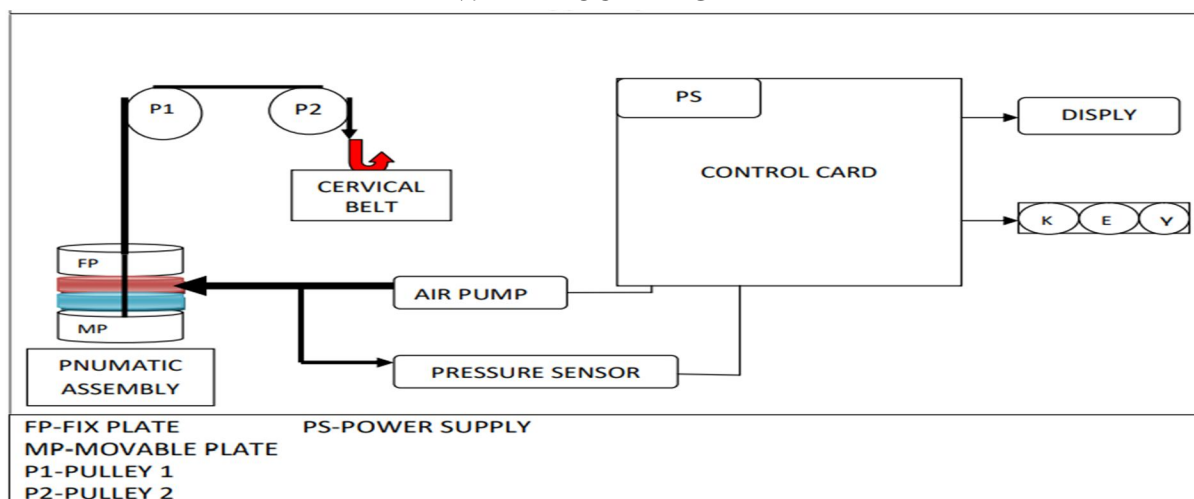 P1
P2
PS
DISPLY
CONTROL CARD
CERVICAL
BELT
K E Y
FP
AIR PUMP
MP
PNUMATIC
ASSEMBLY
PRESSURE SENSOR
FP-FIX PLATE PS-POWER SUPPLY
MP-MOVABLE PLATE
P1-PULLEY 1
P2-PULLEY 2